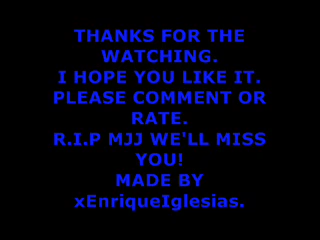 THANKS FOR THE
WATCHING.
I HOPE YOU LIKE IT.
PLEASE COMMENT OR
RATE.
R.I.P MJJ WE'LL MISS
YOU!
MADE BY
xEnriqueIglesias.